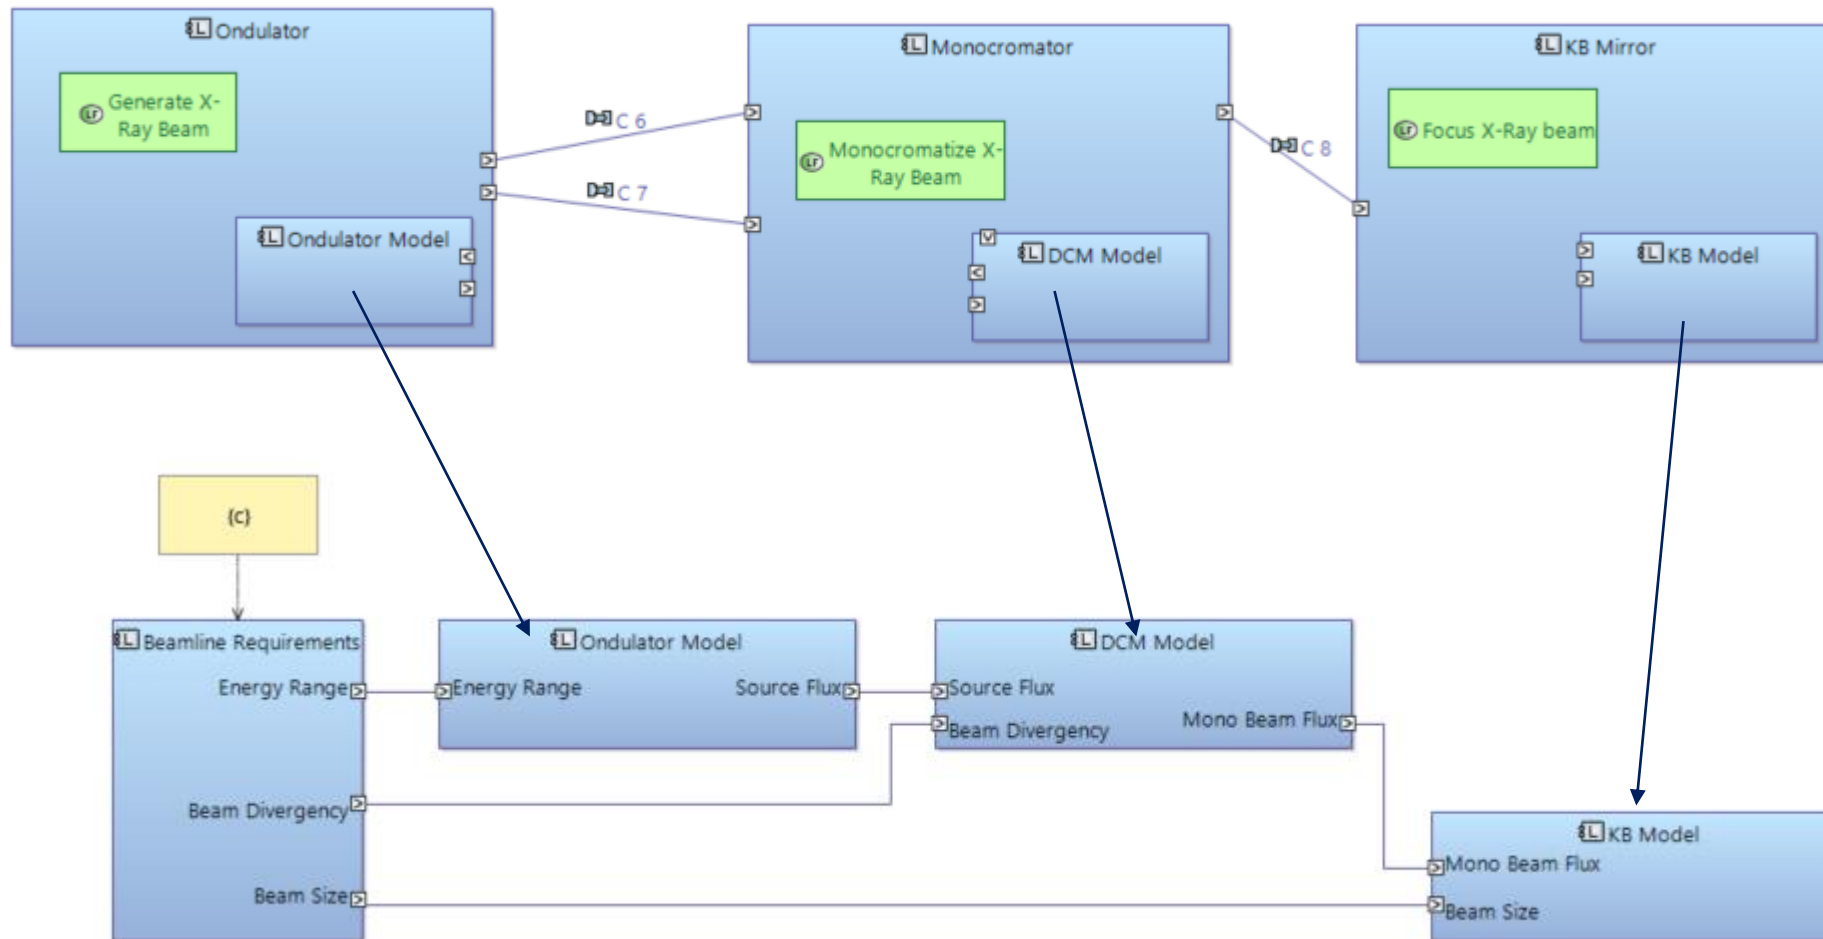 Ondulator
Generate X-
Ray Beam
Ondulator Model
C 6
C 7
Monocromator
Monocromatize X-
Ray Beam
DCM Model
C 8
KB Mirror
Focus X-Ray beam
KB Model
{c}
Beamline Requirements
Energy Range
Beam Divergency
Beam Size
Ondulator Model
Energy Range
Source Flux
DCM Model
Source Flux
Beam Divergency
Mono Beam Flux
KB Model
Mono Beam Flux
Beam Size